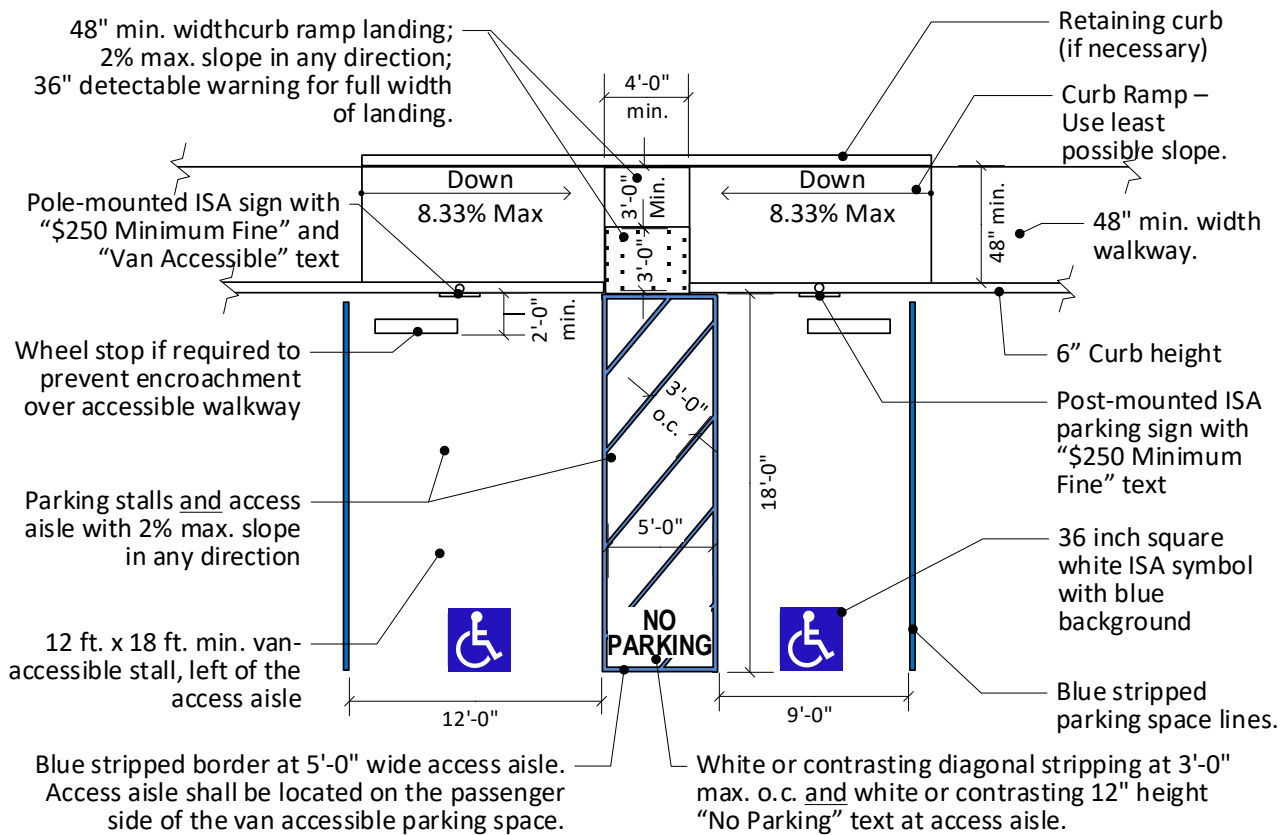 48" min. widthcurb ramp landing;
2% max. slope in any direction;
36" detectable warning for full width
of landing.
4'-0"
min.
Retaining curb
(if necessary)
Curb Ramp –
Use least
possible slope.
Pole-mounted ISA sign with
“$250 Minimum Fine” and
“Van Accessible” text
Down
8.33% Max
3'-0"
Min.
3'-0"
Down
8.33% Max
48" min.
48" min. width
walkway.
2'-0"
min.
Wheel stop if required to
prevent encroachment
over accessible walkway
6” Curb height
3'-0"
o.c.
Post-mounted ISA
parking sign with
“$250 Minimum
Fine” text
Parking stalls and access
aisle with 2% max. slope
in any direction
18'-0"
5'-0"
36 inch square
white ISA symbol
with blue
background
12 ft. x 18 ft. min. van-
accessible stall, left of the
access aisle
NO
PARKING
12'-0"
9'-0"
Blue stripped
parking space lines.
Blue stripped border at 5'-0" wide access aisle.
Access aisle shall be located on the passenger
side of the van accessible parking space.
White or contrasting diagonal stripping at 3'-0"
max. o.c. and white or contrasting 12" height
“No Parking” text at access aisle.